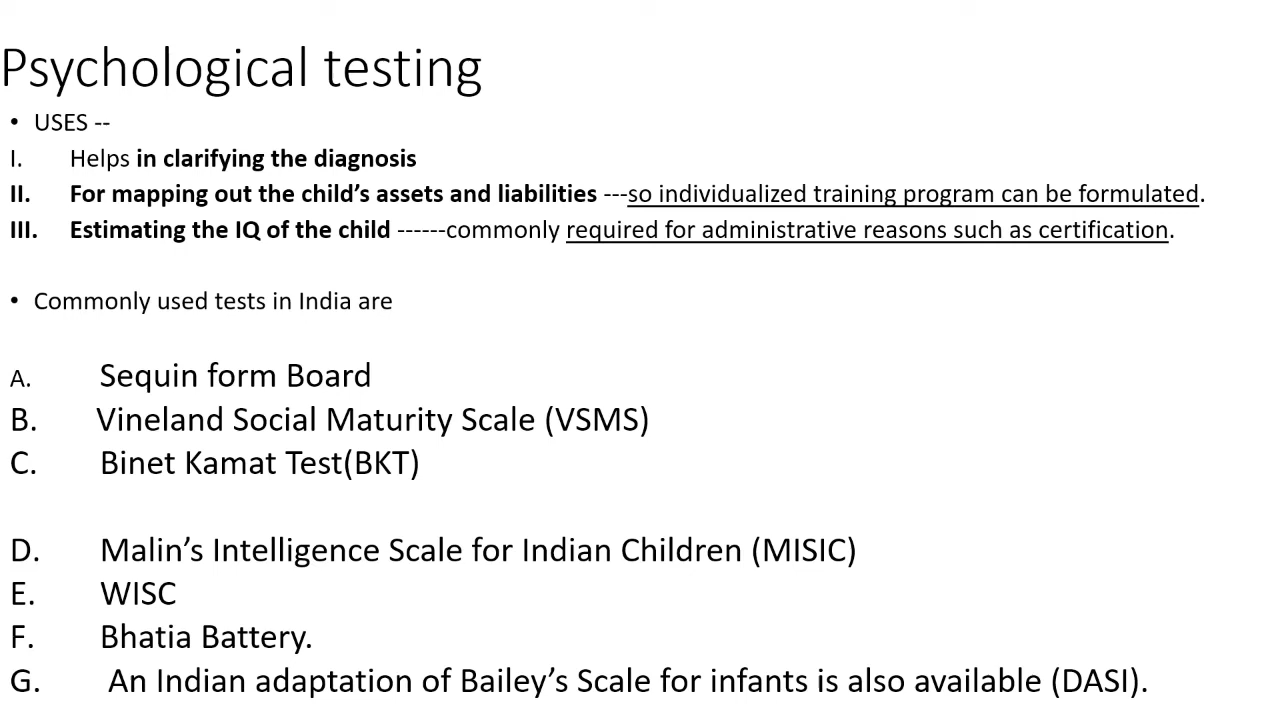 Psychological testing
• USES --
I. Helps in clarifying the diagnosis
II. For mapping out the child’s assets and liabilities ---so individualized training program can be formulated.
III. Estimating the IQ of the child ------commonly required for administrative reasons such as certification.
• Commonly used tests in India are
A. Sequin form Board
B. Vineland Social Maturity Scale (VSMS)
C. Binet Kamat Test(BKT)
D. Malin’s Intelligence Scale for Indian Children (MISIC)
E. WISC
F. Bhatia Battery.
G. An Indian adaptation of Bailey’s Scale for infants is also available (DASI).